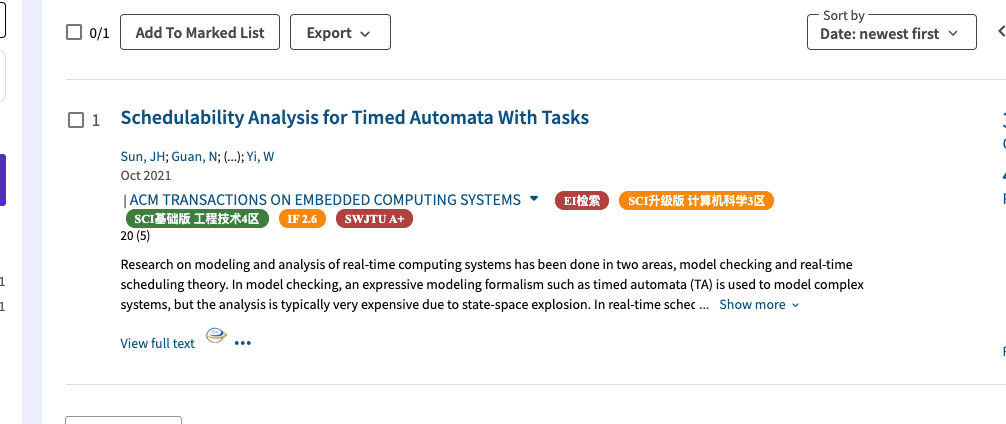 0/1 Add To Marked List Export Sort by Date: newest first
1 Schedulability Analysis for Timed Automata With Tasks
Sun, JH; Guan, N; (...); Yi, W
Oct 2021
| ACM TRANSACTIONS ON EMBEDDED COMPUTING SYSTEMS EI检索 SCI升级版 计算机科学3区
SCI基础版 工程技术4区 IF 2.6 SWJTU A+
20 (5)
Research on modeling and analysis of real-time computing systems has been done in two areas, model checking and real-time
scheduling theory. In model checking, an expressive modeling formalism such as timed automata (TA) is used to model complex
systems, but the analysis is typically very expensive due to state-space explosion. In real-time sched ... Show more
View full text •••
1
1